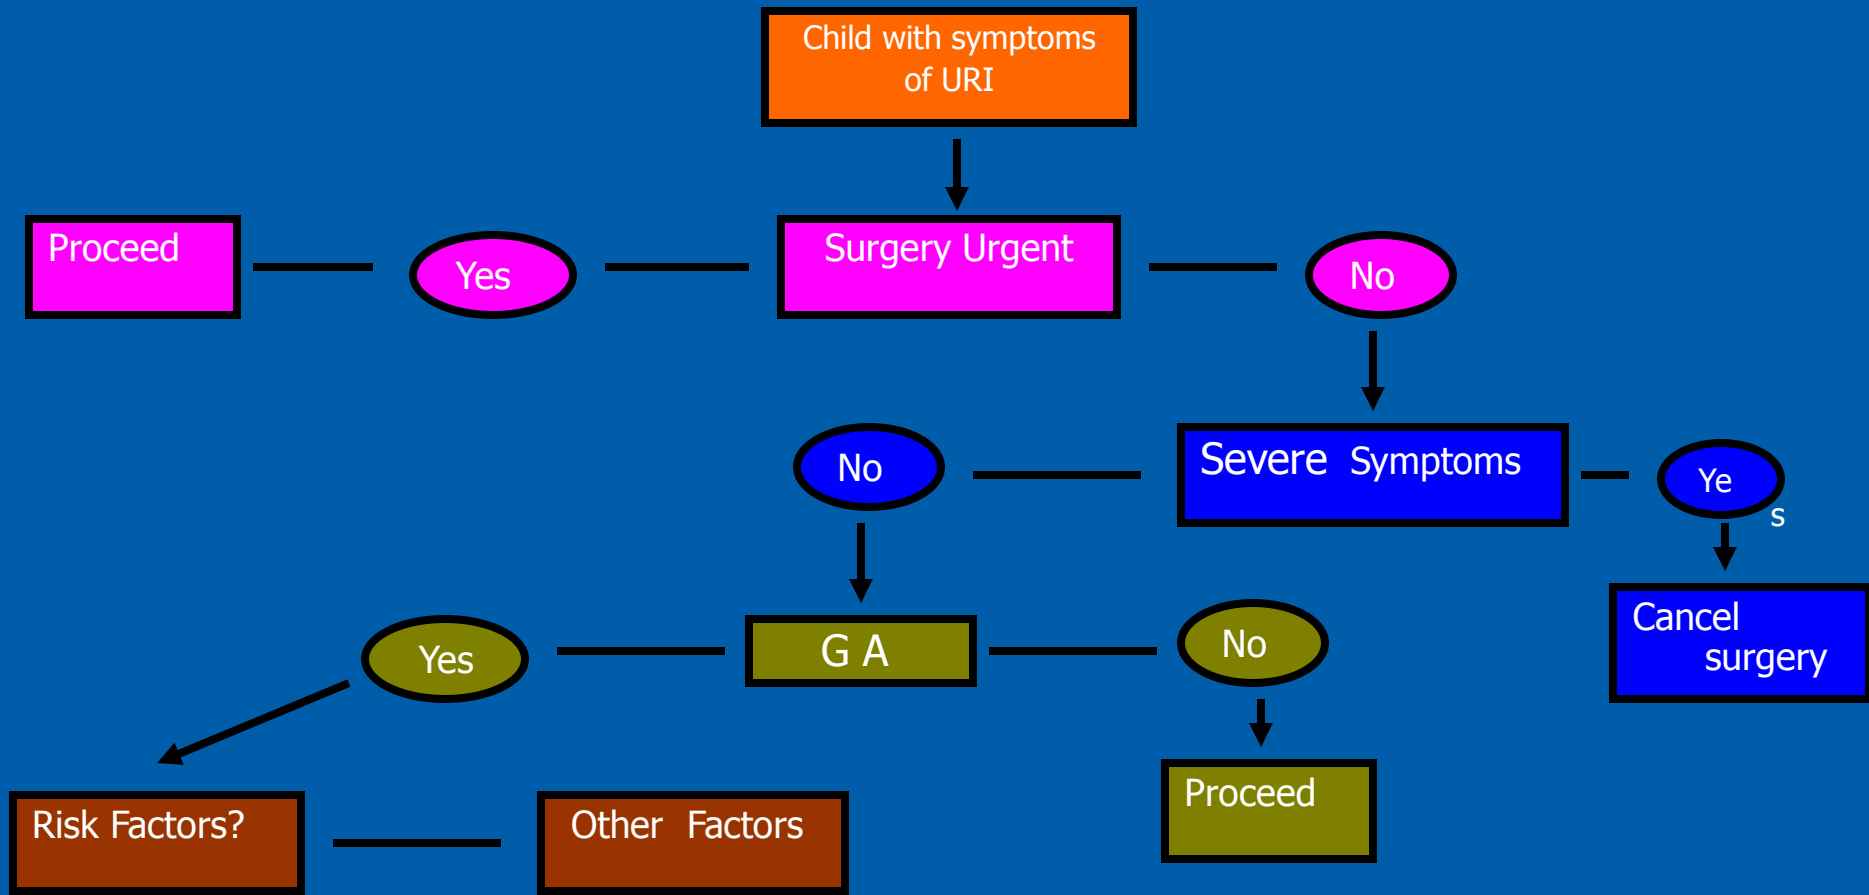 Child with symptoms
of URI
Proceed
Yes
Surgery Urgent
No
No
Severe Symptoms
Ye
s
Yes
G A
No
Cancel
surgery
Risk Factors?
Other Factors
Proceed